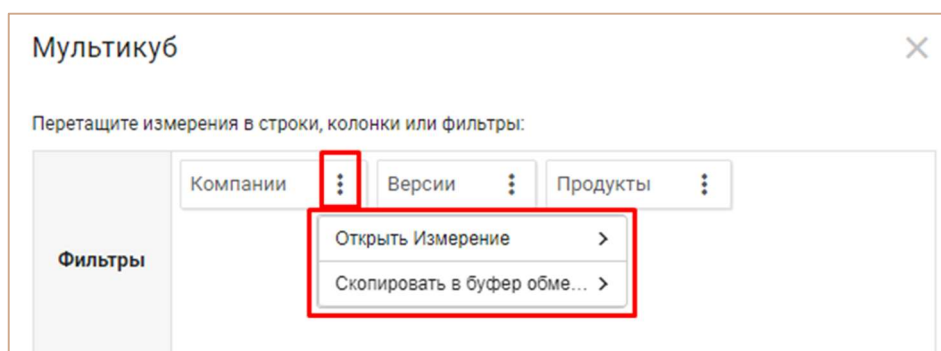 Мультикуб
Перетащите измерения в строки, колонки или фильтры:
Компании Версии Продукты
Открыть Измерение
Фильтры
Скопировать в буфер обме...